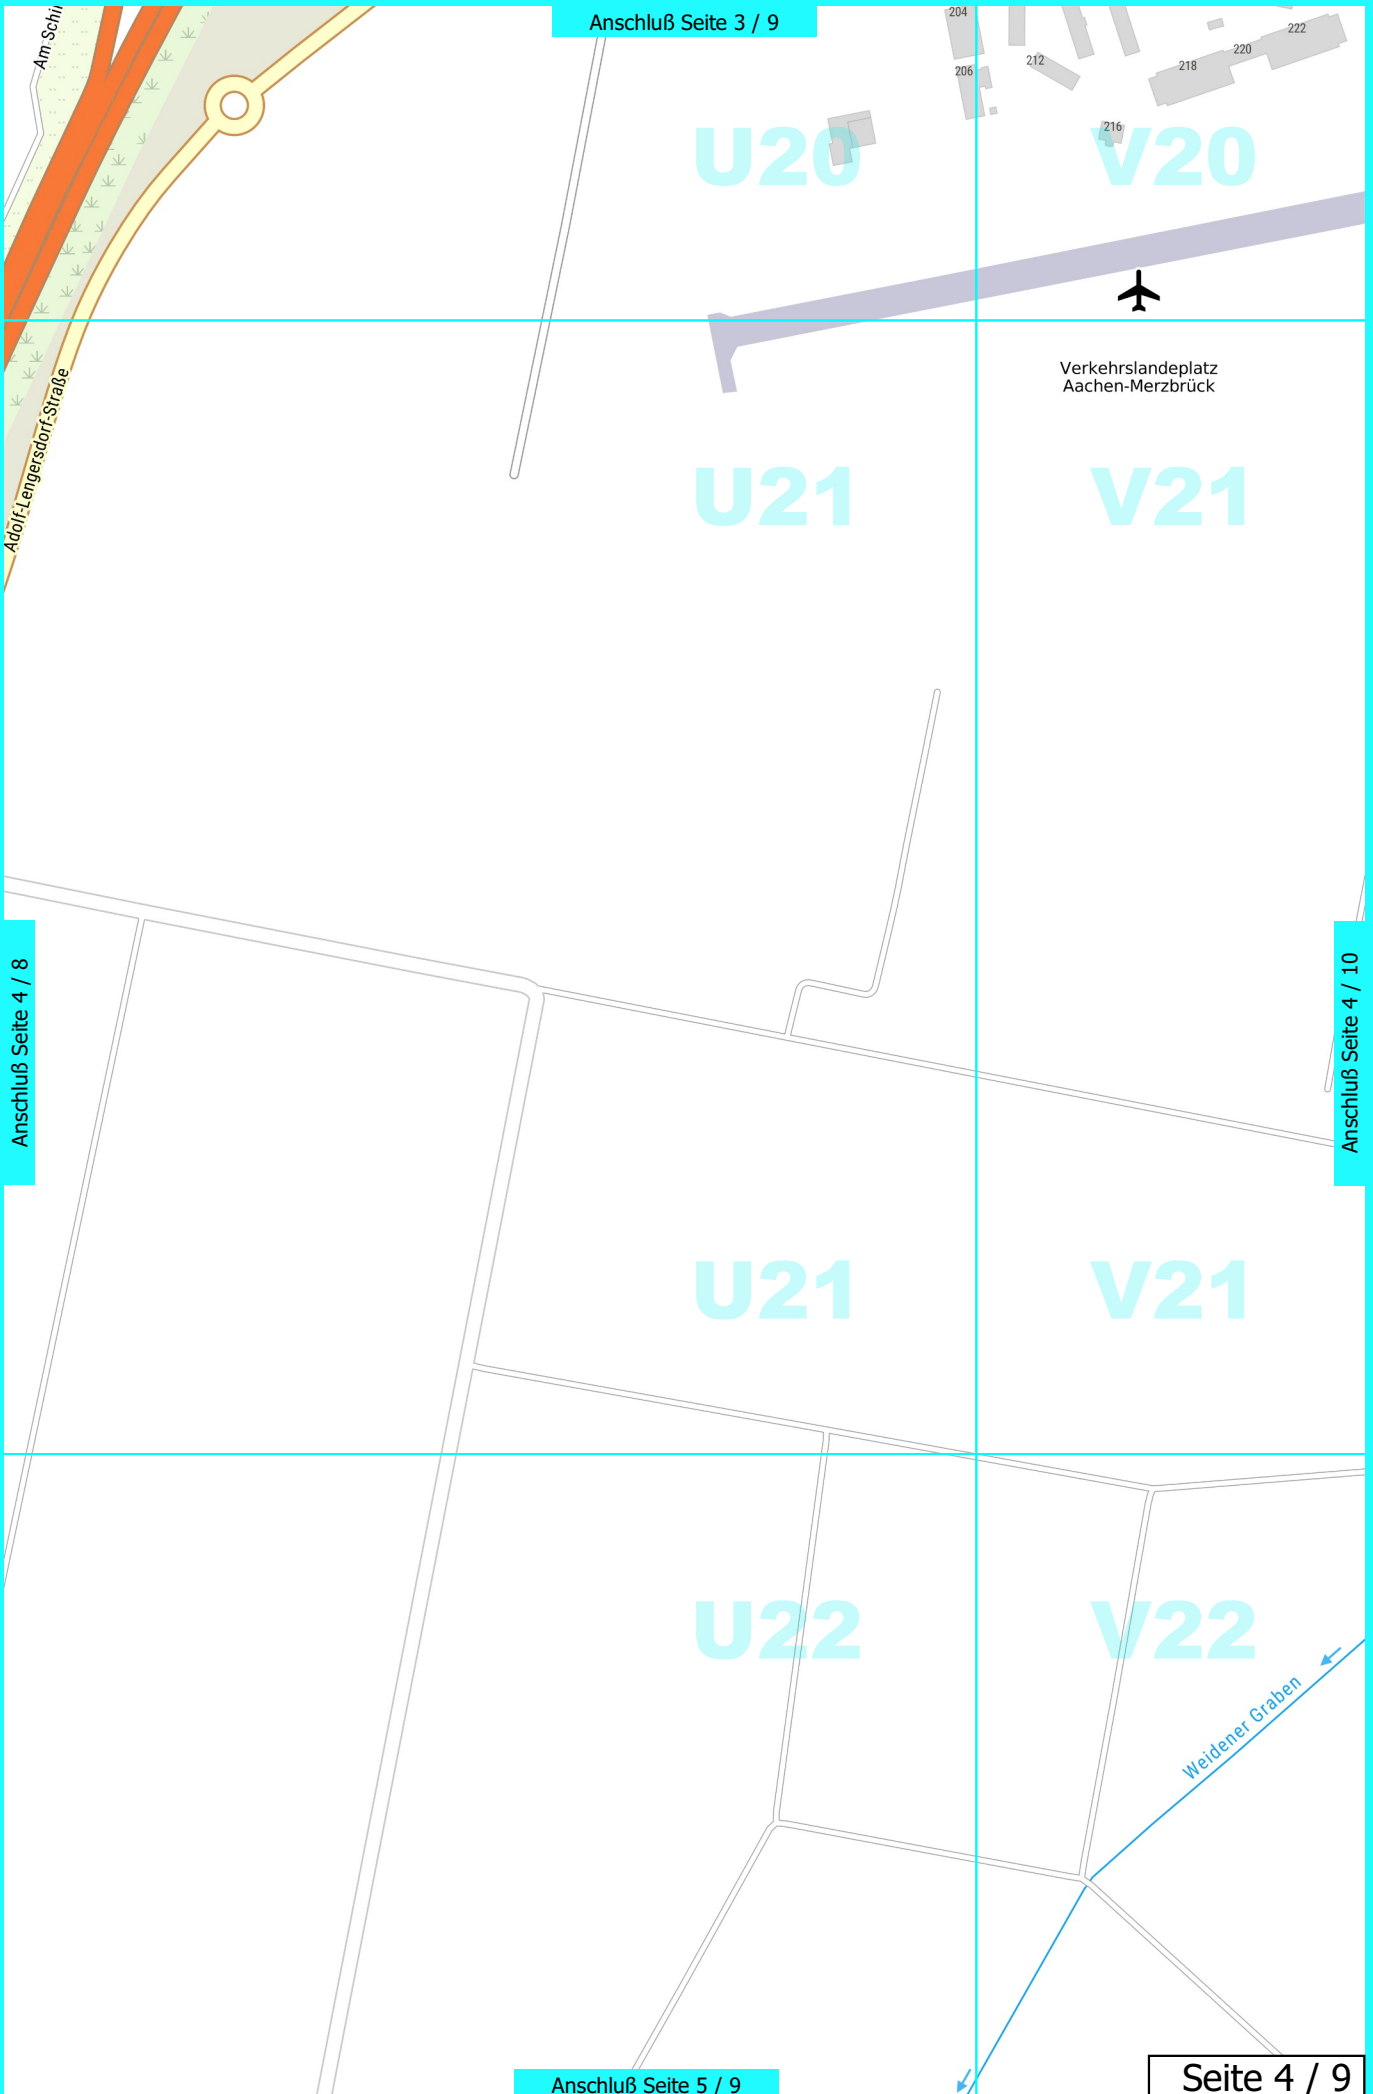 Anschluß Seite 3 / 9
204
222
220
212
218
206
216
U20
V20
Verkehrslandeplatz
Aachen-Merzbrück
Adolf-Lengersdorf-Straße
Am
U21
V21
Anschluß Seite 4 / 8
Anschluß Seite 4 / 10
U21
V21
U22
V22
Weidener Graben
Anschluß Seite 5 / 9
Seite 4 / 9